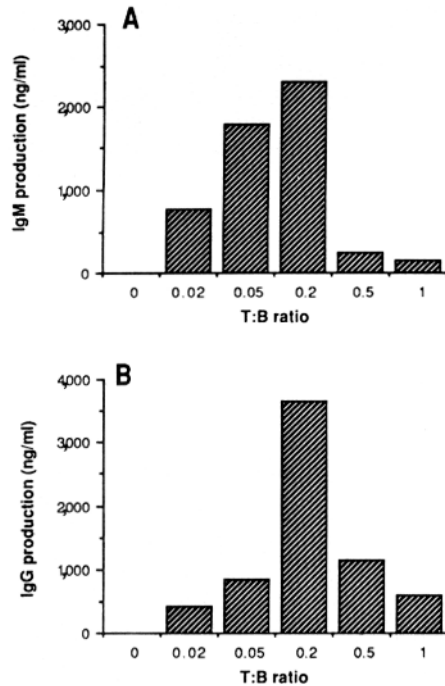 A
IgM production (ng/ml)
3,000
2,000
1,000
0
0 0.02 0.05 0.2 0.5 1
T:B ratio
B
IgG production (ng/ml)
4,000
3,000
2,000
1,000
0
0 0.02 0.05 0.2 0.5 1
T:B ratio